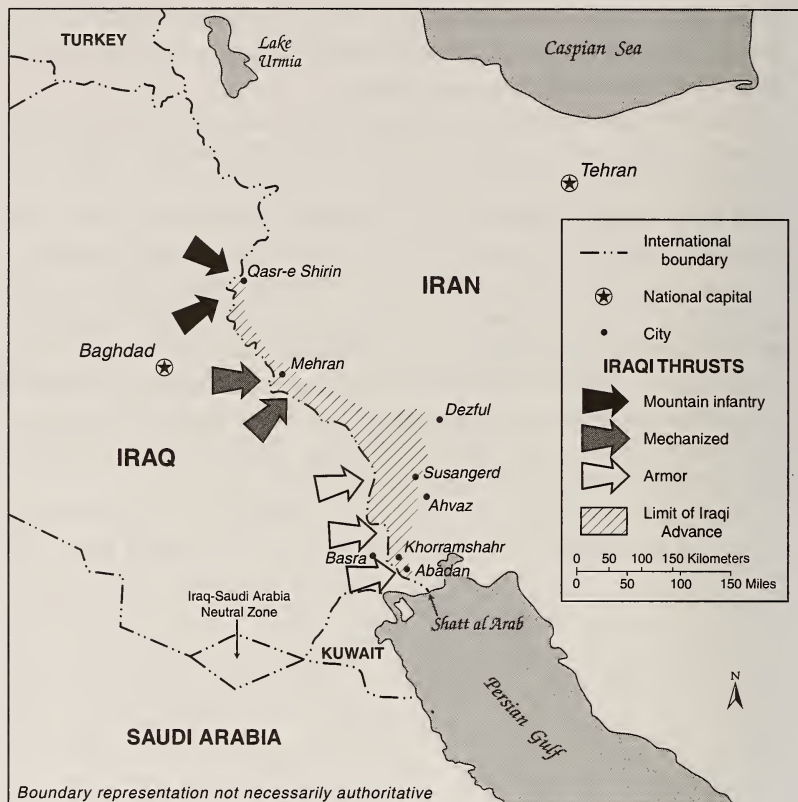 TURKEY
Lake
Urmia
Caspian Sea
Tehran
Qasr-e Shirin
IRAN
Baghdad
Mehran
Dezful
IRAQ
Susangerd
Ahvaz
Basra
Khorramshahr
Abadan
Iraq-Saudi Arabia
Neutral Zone
Shatt al Arab
KUWAIT
Persian Gulf
SAUDI ARABIA
Boundary representation not necessarily authoritative
International
boundary
National capital
City
IRAQI THRUSTS
Mountain infantry
Mechanized
Armor
Limit of Iraqi
Advance
0 50 100 150 Kilometers
0 50 100 150 Miles
N